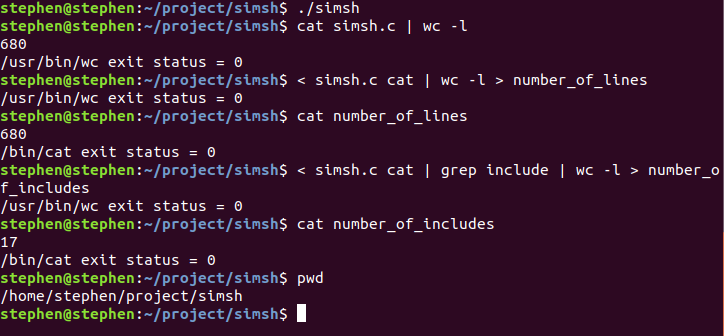 stephen@stephen:~/project/simsh$ ./simsh
stephen@stephen:~/project/simsh$ cat simsh.c | wc -l
680
/usr/bin/wc exit status = 0
stephen@stephen:~/project/simsh$ < simsh.c cat | wc -l > number_of_lines
/usr/bin/wc exit status = 0
stephen@stephen:~/project/simsh$ cat number_of_lines
680
/bin/cat exit status = 0
stephen@stephen:~/project/simsh$ < simsh.c cat | grep include | wc -l > number_o
f_includes
/usr/bin/wc exit status = 0
stephen@stephen:~/project/simsh$ cat number_of_includes
17
/bin/cat exit status = 0
stephen@stephen:~/project/simsh$ pwd
/home/stephen/project/simsh
stephen@stephen:~/project/simsh$